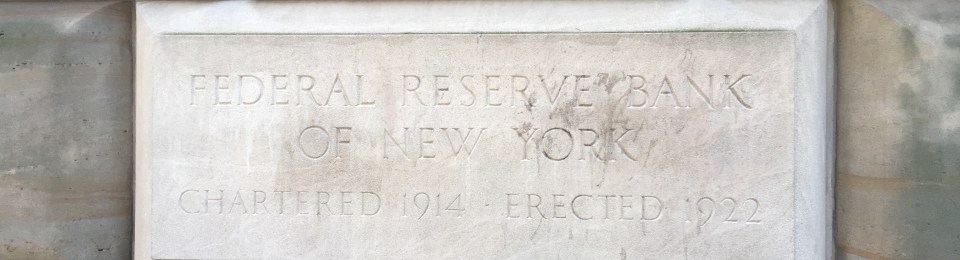 FEDERAL RESERVE BANK
OF NEW YORK
CHARTERED 1914 · ERECTED 1922